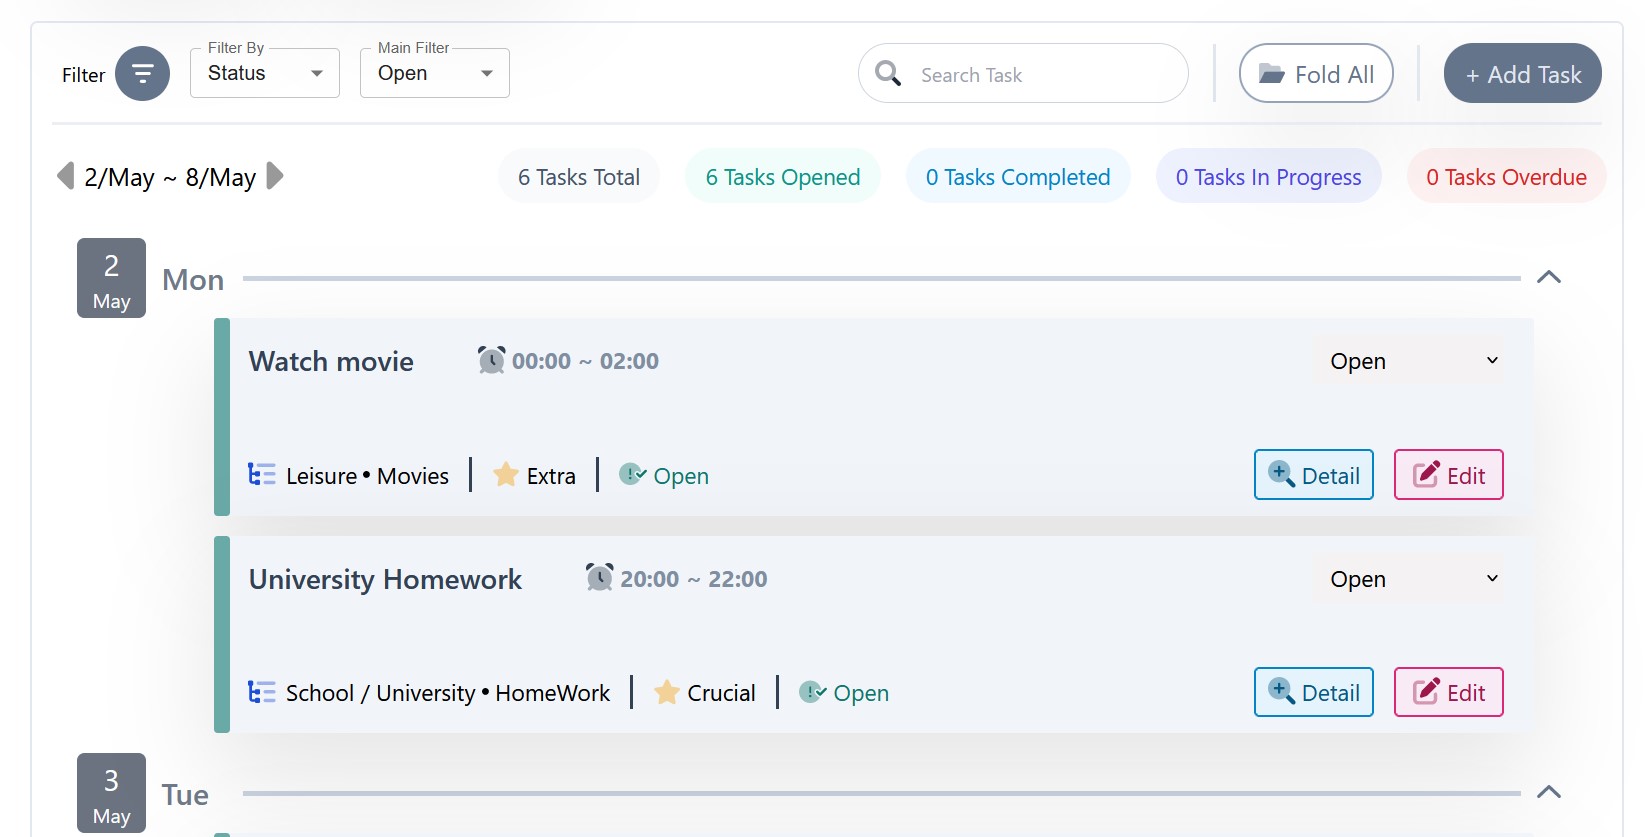 Filter
Filter By
Status
Main Filter
Open
Search Task
Fold All
+ Add Task
2/May ~ 8/May
6 Tasks Total
6 Tasks Opened
0 Tasks Completed
0 Tasks In Progress
0 Tasks Overdue
2
May
Mon
Watch movie
00:00 ~ 02:00
Open
Leisure • Movies
Extra
Open
Detail
Edit
University Homework
20:00 ~ 22:00
Open
School / University • HomeWork
Crucial
Open
Detail
Edit
3
May
Tue